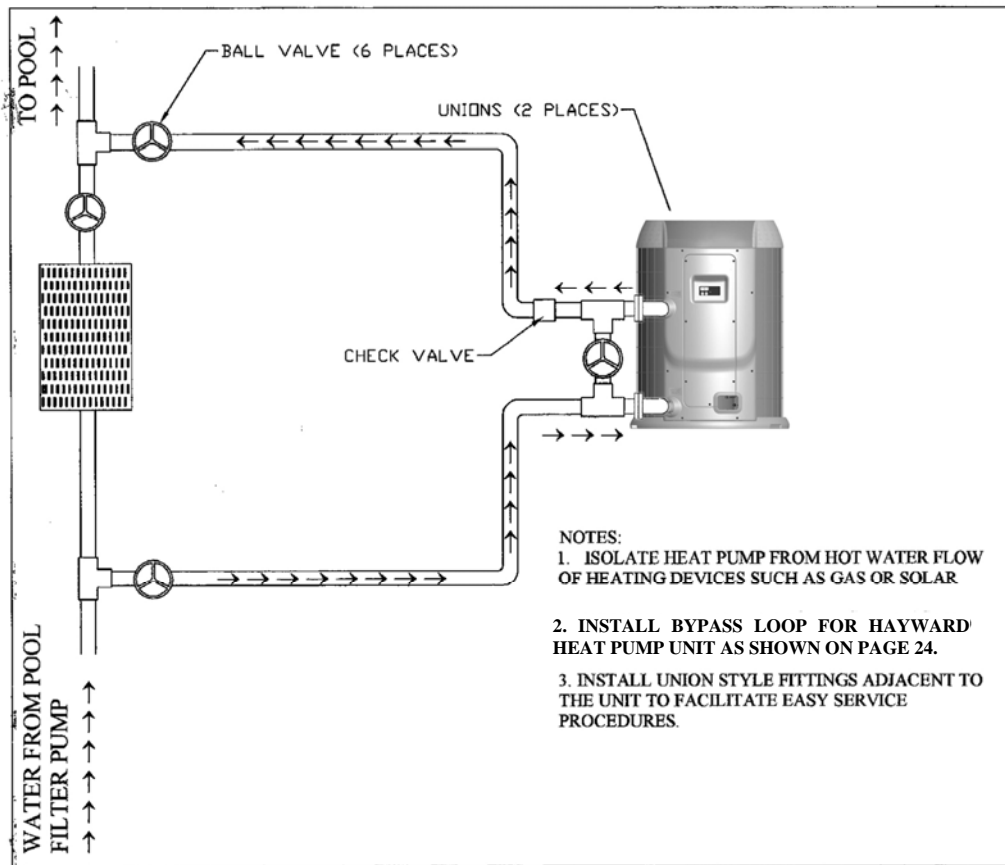 TO POOL
BALL VALVE (6 PLACES)
UNIONS (2 PLACES)
CHECK VALVE
WATER FROM POOL
FILTER PUMP
NOTES:
1. ISOLATE HEAT PUMP FROM HOT WATER FLOW
OF HEATING DEVICES SUCH AS GAS OR SOLAR
2. INSTALL BYPASS LOOP FOR HAYWARD
HEAT PUMP UNIT AS SHOWN ON PAGE 24.
3. INSTALL UNION STYLE FITTINGS ADJACENT TO
THE UNIT TO FACILITATE EASY SERVICE
PROCEDURES.